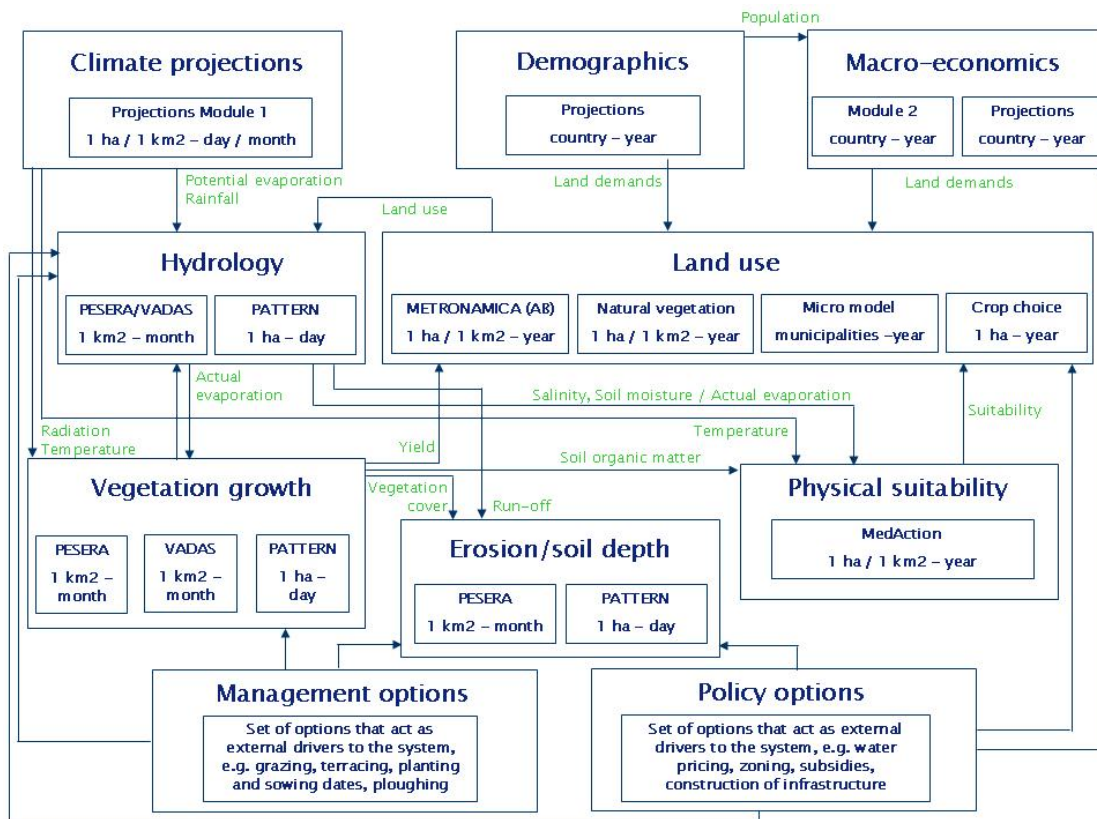 Climate projections
Projections Module 1
1 ha / 1 km2 – day / month
Demographics
Projections
country – year
Population
Macro-economics
Module 2
country – year
Projections
country – year
Potential evaporation
Rainfall
Land use
Land demands
Land demands
Hydrology
PESERA/VADAS
1 km2 – month
PATTERN
1 ha – day
Land use
METRONAMICA (AB)
1 ha / 1 km2 – year
Natural vegetation
1 ha / 1 km2 – year
Micro model
municipalities –year
Crop choice
1 ha – year
Actual
evaporation
Salinity, Soil moisture / Actual evaporation
Suitability
Radiation
Temperature
Yield
Temperature
Soil organic matter
Vegetation growth
PESERA
1 km2 –
month
VADAS
1 km2 –
month
PATTERN
1 ha –
day
Vegetation
cover
Run-off
Erosion/soil depth
PESERA
1 km2 – month
PATTERN
1 ha – day
Physical suitability
MedAction
1 ha / 1 km2 – year
Management options
Set of options that act as
external drivers to the system,
e.g. grazing, terracing, planting
and sowing dates, ploughing
Policy options
Set of options that act as external
drivers to the system, e.g. water
pricing, zoning, subsidies,
construction of infrastructure